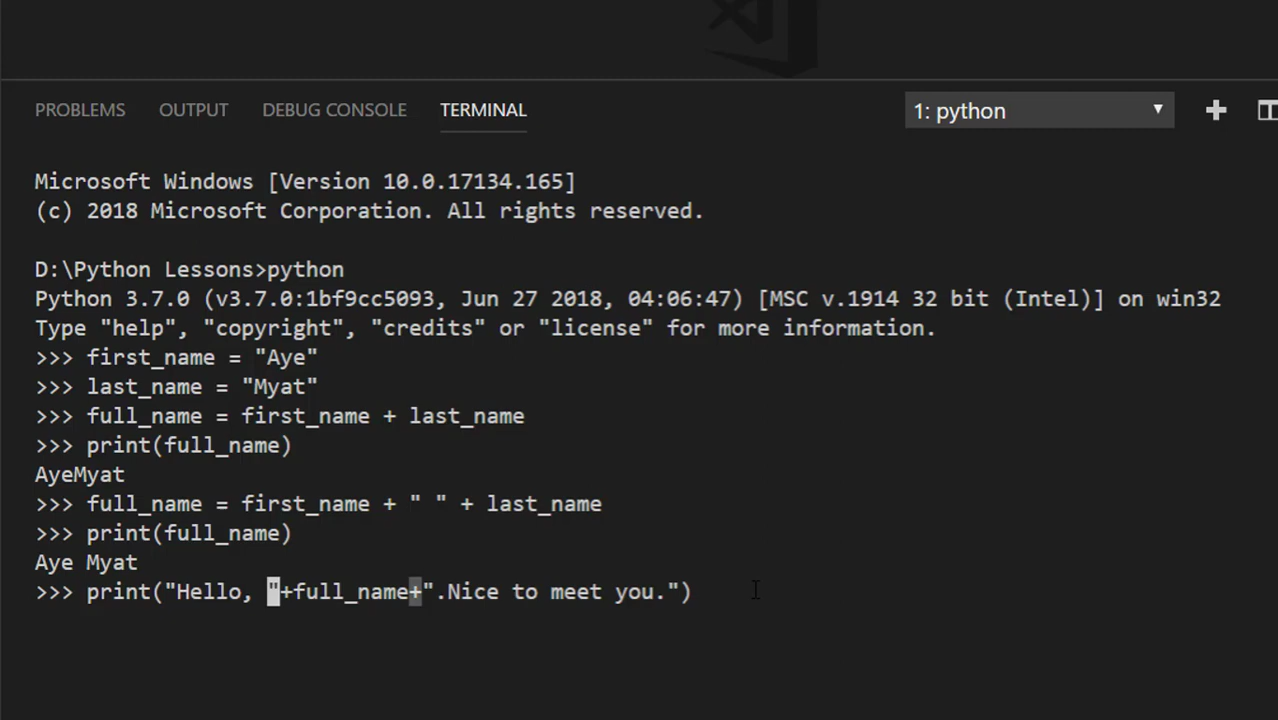 PROBLEMS OUTPUT DEBUG CONSOLE TERMINAL 1: python
Microsoft Windows [Version 10.0.17134.165]
(c) 2018 Microsoft Corporation. All rights reserved.
D:\Python Lessons>python
Python 3.7.0 (v3.7.0:1bf9cc5093, Jun 27 2018, 04:06:47) [MSC v.1914 32 bit (Intel)] on win32
Type "help", "copyright", "credits" or "license" for more information.
>>> first_name = "Aye"
>>> last_name = "Myat"
>>> full_name = first_name + last_name
>>> print(full_name)
AyeMyat
>>> full_name = first_name + " " + last_name
>>> print(full_name)
Aye Myat
>>> print("Hello, "+full_name+".Nice to meet you.")